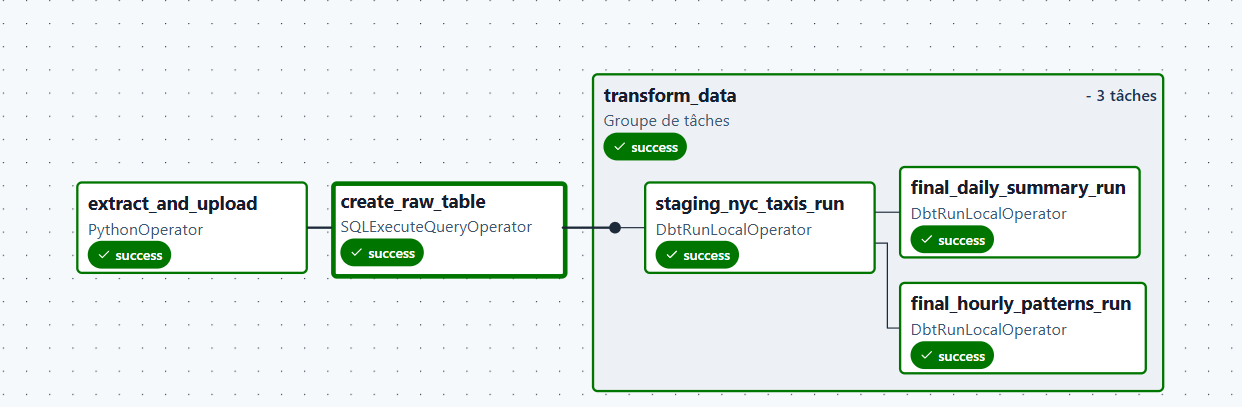 transform_data
- 3 tâches
Groupe de tâches
success
extract_and_upload
PythonOperator
success
create_raw_table
SQLExecuteQueryOperator
success
staging_nyc_taxis_run
DbtRunLocalOperator
success
final_daily_summary_run
DbtRunLocalOperator
success
final_hourly_patterns_run
DbtRunLocalOperator
success